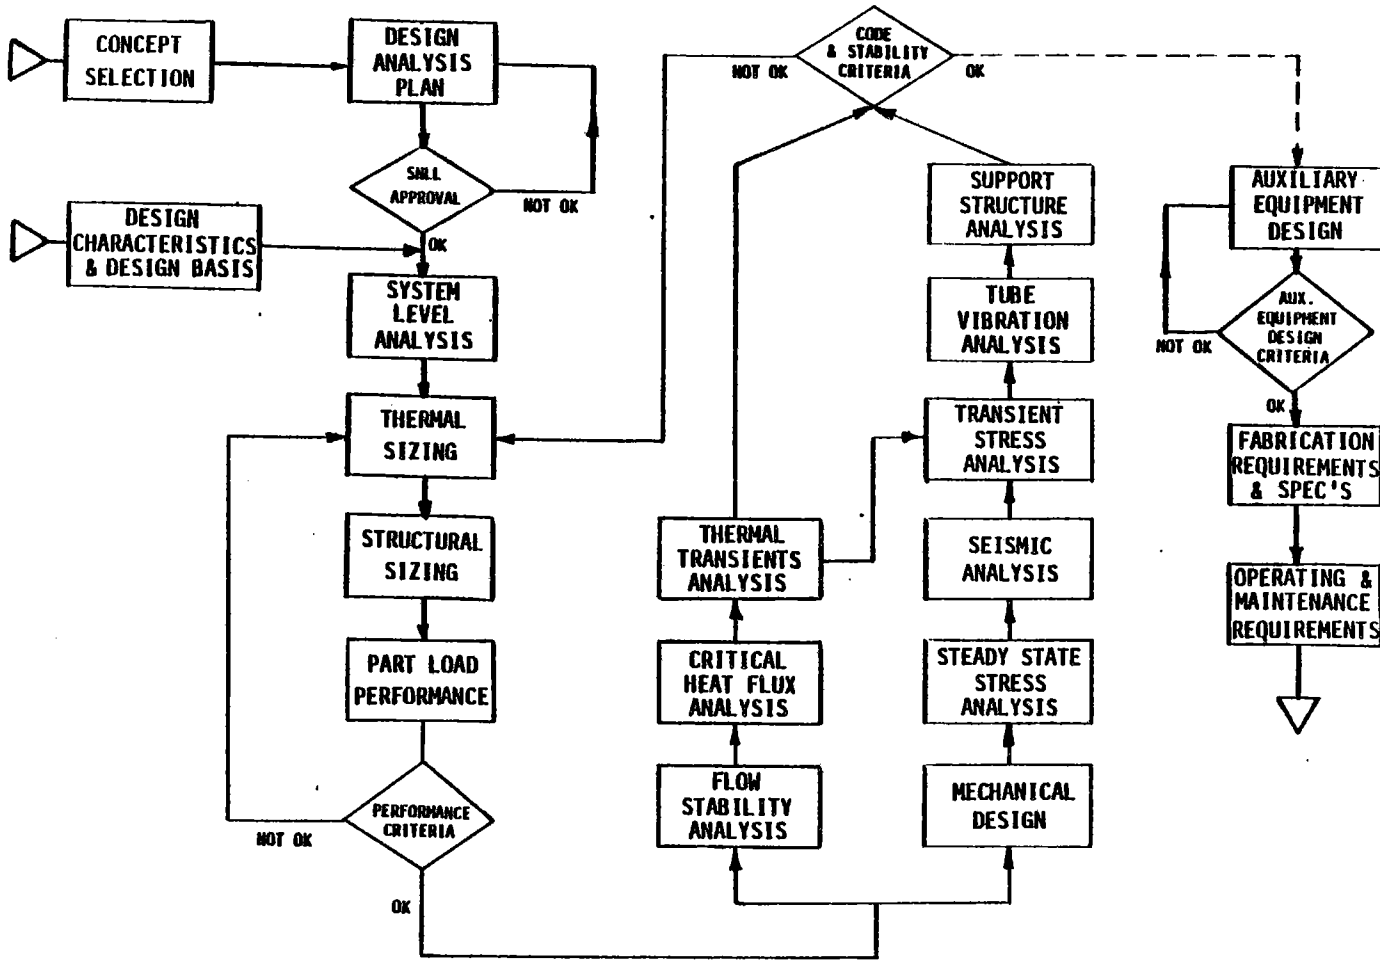 CONCEPT
SELECTION
DESIGN
ANALYSIS
PLAN
SNLL
APPROVAL
NOT OK
OK
DESIGN
CHARACTERISTICS
& DESIGN BASIS
SYSTEM
LEVEL
ANALYSIS
THERMAL
SIZING
STRUCTURAL
SIZING
PART LOAD
PERFORMANCE
PERFORMANCE
CRITERIA
NOT OK
OK
CODE
& STABILITY
CRITERIA
NOT OK
OK
THERMAL
TRANSIENTS
ANALYSIS
CRITICAL
HEAT FLUX
ANALYSIS
FLOW
STABILITY
ANALYSIS
SUPPORT
STRUCTURE
ANALYSIS
TUBE
VIBRATION
ANALYSIS
TRANSIENT
STRESS
ANALYSIS
SEISMIC
ANALYSIS
STEADY STATE
STRESS
ANALYSIS
MECHANICAL
DESIGN
AUXILIARY
EQUIPMENT
DESIGN
AUX.
EQUIPMENT
DESIGN
CRITERIA
NOT OK
OK
FABRICATION
REQUIREMENTS
& SPEC'S
OPERATING &
MAINTENANCE
REQUIREMENTS